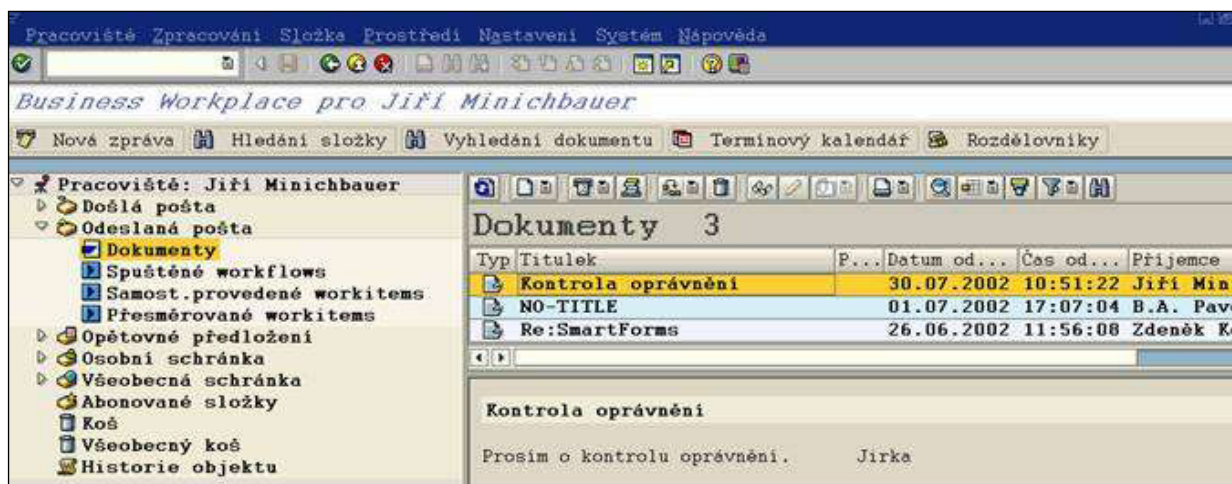 Pracoviště Zpracování Složka Prostředí Nastavení Systém Nápověda
Business Workplace pro Jiří Minichbauer
Nová zpráva Hledání složky Vyhledání dokumentu Termínový kalendář Rozdělovníky
Pracoviště: Jiří Minichbauer
Došlá pošta
Odeslaná pošta
Dokumenty
Spuštěné workflows
Samost.provedené workitems
Přesměrované workitems
Opětovné předložení
Osobní schránka
Všeobecná schránka
Abonované složky
Koš
Všeobecný koš
Historie objektu
Dokumenty 3
Typ Titulek P... Datum od... Čas od... Příjemce
Kontrola oprávnění 30.07.2002 10:51:22 Jiří Min
NO-TITLE 01.07.2002 17:07:04 B.A. Pav
Re:SmartForms 26.06.2002 11:56:08 Zdeněk
Kontrola oprávnění
Prosím o kontrolu oprávnění. Jirka